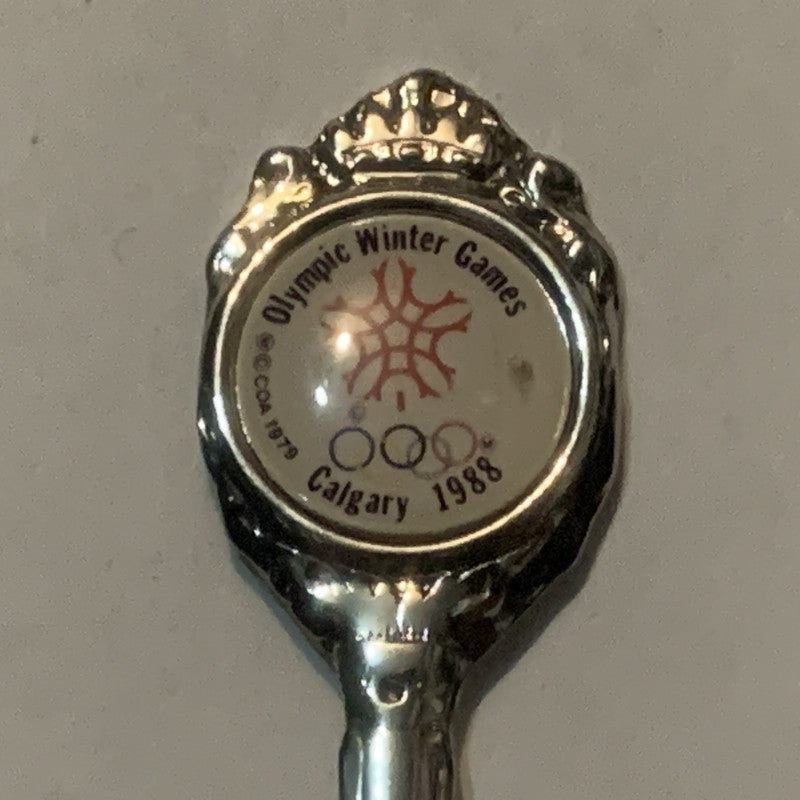 Olympic Winter Games
©COA 1979
Calgary 1988